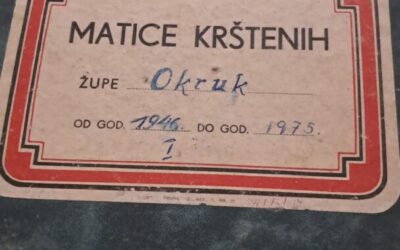 MATICE KRŠTENIH
ŽUPE Okruk
OD GOD. 1946. DO GOD. 1975.
I